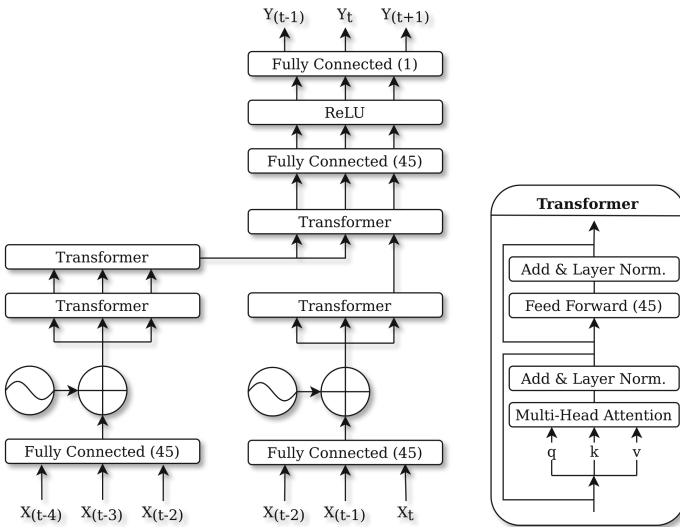 Y(t-1) Yt Y(t+1)
Fully Connected (1)
ReLU
Fully Connected (45)
Transformer
Transformer
Transformer
Transformer
Fully Connected (45)
X(t-4) X(t-3) X(t-2)
Fully Connected (45)
X(t-2) X(t-1) Xt
Transformer
Add & Layer Norm.
Feed Forward (45)
Add & Layer Norm.
Multi-Head Attention
q k v